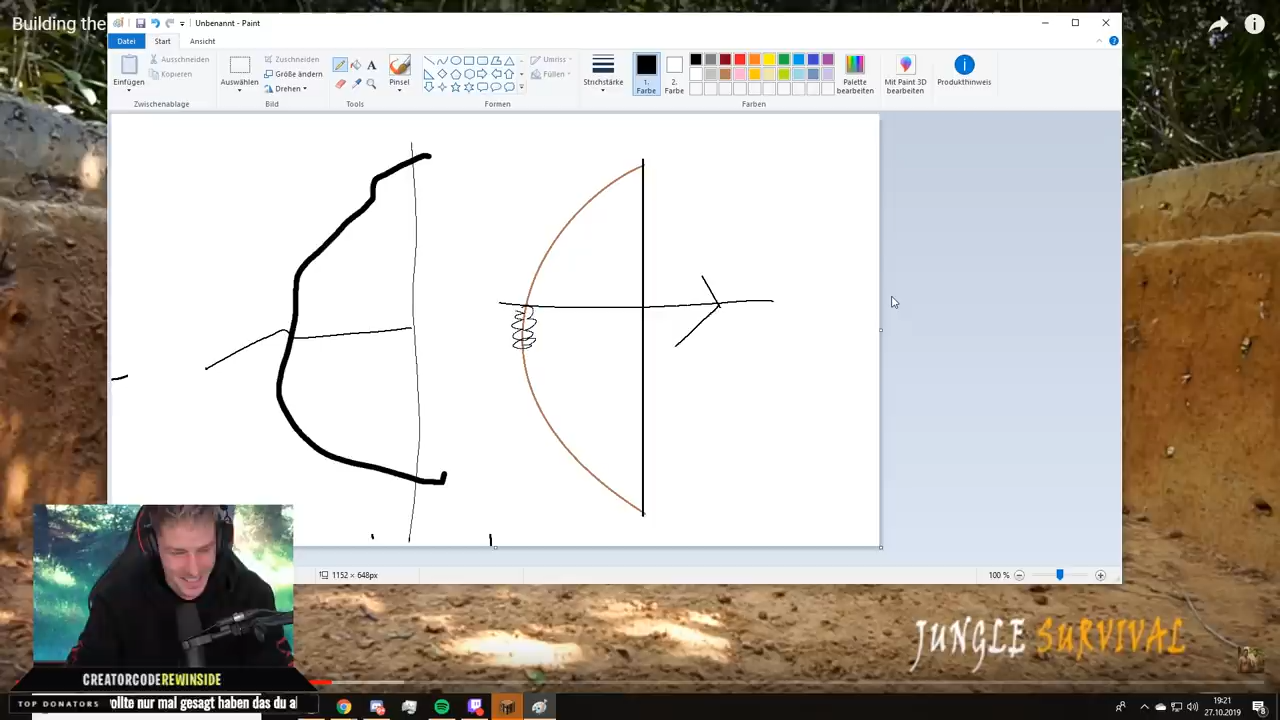 Building the
Unbenannt - Paint
Datei Start Ansicht
Einfügen
Ausschneiden
Kopieren
Zwischenablage
Auswählen
Zuschneiden
Größe ändern
Drehen
Bild
A
Tools
Pinsel
Umriss
Füllen
Formen
Strichstärke
1.
Farbe
2.
Farbe
Farben
Palette
bearbeiten
Mit Paint 3D
bearbeiten
Produkthinweis
1152 × 648px
100 %
JUNGLE SURVIVAL
CREATORCODEREWINSIDE
TOP DONATORS
ollte nur mal gesagt haben das du al
19:21
27.10.2019
8